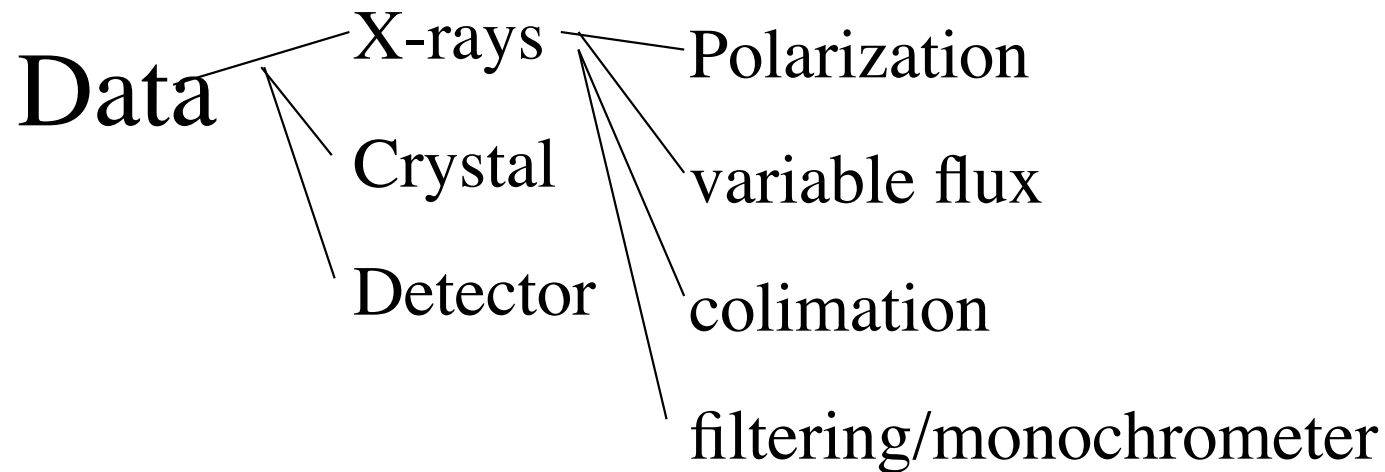 Data
X-rays
Crystal
Detector
Polarization
variable flux
colimation
filtering/monochrometer